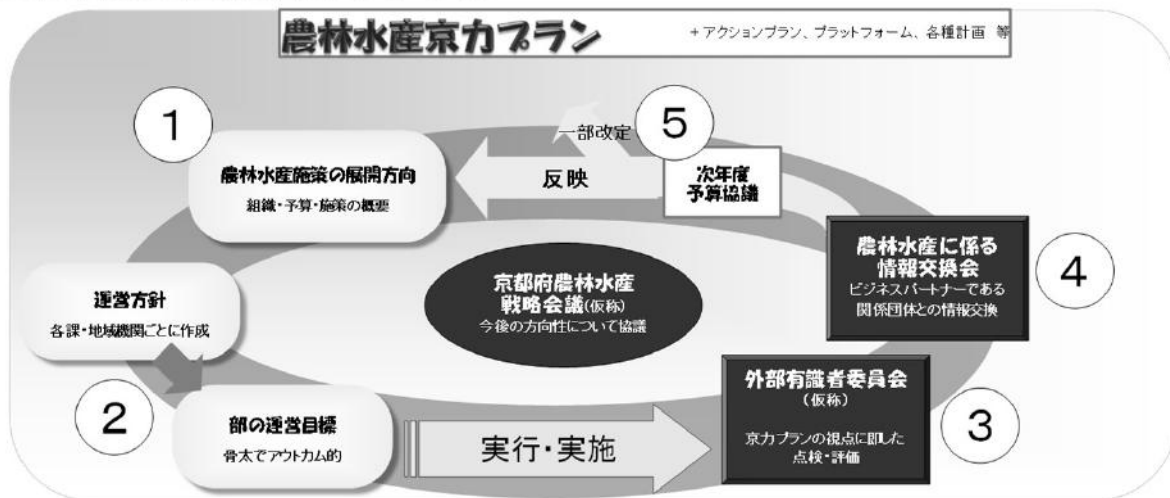 農林水産京力プラン
+アクションプラン、プラットフォーム、各種計画 等
1
農林水産施策の展開方向
組織・予算・施策の概要
一部改定
5
反映
次年度
予算協議
運営方針
各課・地域機関ごとに作成
京都府農林水産
戦略会議(仮称)
今後の方向性について協議
農林水産に係る
情報交換会
ビジネスパートナーである
関係団体との情報交換
4
2
部の運営目標
骨太でアウトカム的
実行・実施
外部有識者委員会
(仮称)
京力プランの視点に即した
点検・評価
3